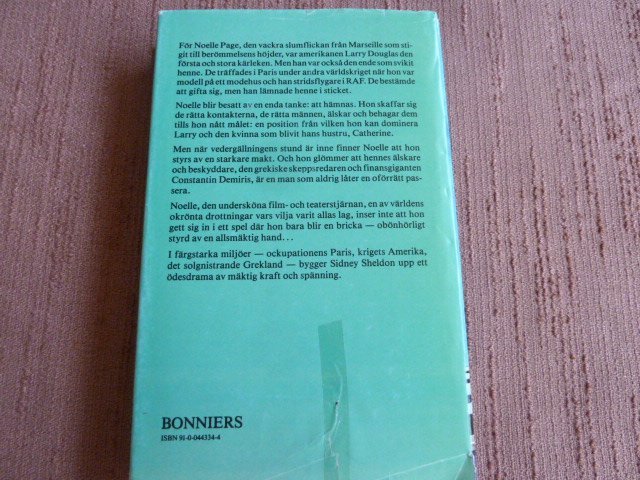 För Noelle Page, den vackra slumflickan från Marseille som sti-
git till berömmelsens höjder, var amerikanen Larry Douglas den
första och stora kärleken. Men han var också den ende som svikit
henne. De träffades i Paris under andra världskriget när hon var
modell på ett modehus och han stridsflygare i RAF. De bestämde
att gifta sig, men han lämnade henne i sticket.
Noelle blir besatt av en enda tanke: att hämnas. Hon skaffar sig
de rätta kontakterna, de rätta männen, älskar och behagar dem
tills hon nått målet: en position från vilken hon kan dominera
Larry och den kvinna som blivit hans hustru, Catherine.
Men när vedergällningens stund är inne finner Noelle att hon
styrs av en starkare makt. Och hon glömmer att hennes älskare
och beskyddare, den grekiske skeppsredaren och finansgiganten
Constantin Demiris, är en man som aldrig låter en oförrätt pas-
sera.
Noelle, den undersköna film- och teaterstjärnan, en av världens
okrönta drottningar vars vilja varit allas lag, inser inte att hon
gett sig in i ett spel där hon bara blir en bricka — obönhörligt
styrd av en allsmäktig hand...
I färgstarka miljöer — ockupationens Paris, krigets Amerika,
det solgnistrande Grekland — bygger Sidney Sheldon upp ett
ödesdrama av mäktig kraft och spänning.
BONNIERS
ISBN 91-0-044334-4